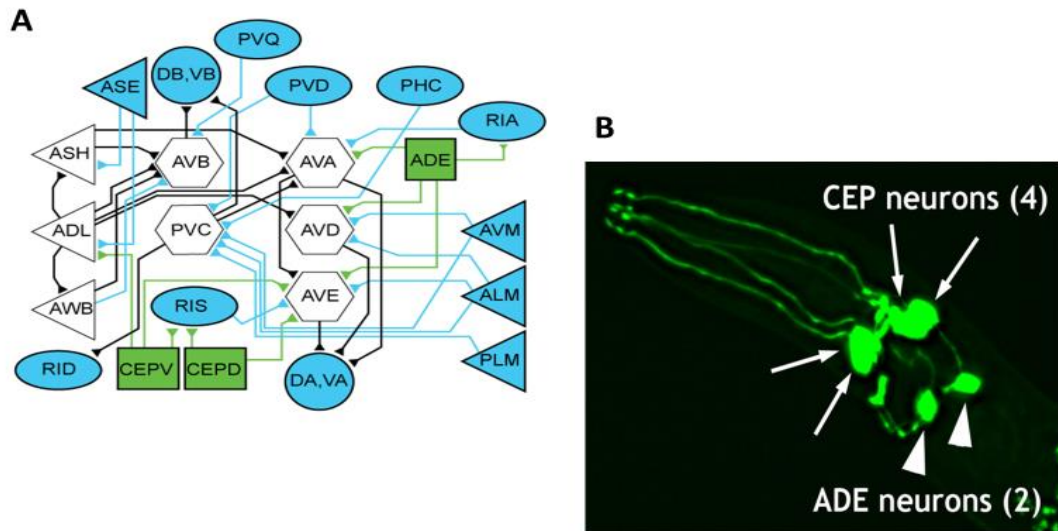 A
PVQ
DB,VB
ASE
PVD
PHC
RIA
ASH
AVB
AVA
ADE
ADL
PVC
AVD
AVM
AWB
RIS
AVE
ALM
RID
CEPV
CEPD
DA,VA
PLM
B
CEP neurons (4)
ADE neurons (2)